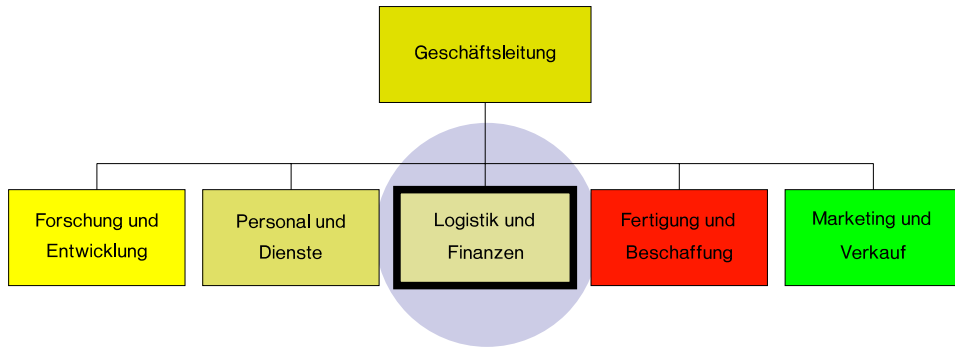 Geschäftsleitung
Forschung und
Entwicklung
Personal und
Dienste
Logistik und
Finanzen
Fertigung und
Beschaffung
Marketing und
Verkauf